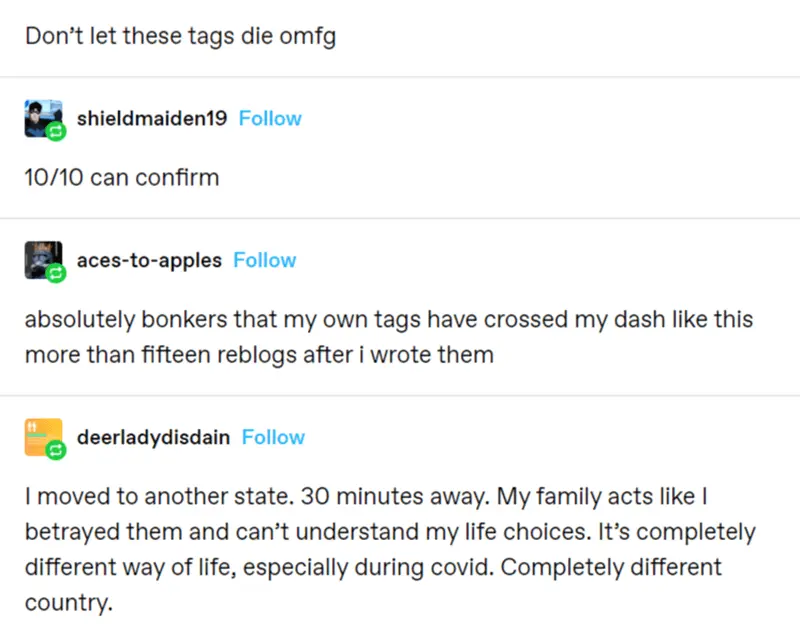 Don't let these tags die omfg
shieldmaiden19 Follow
10/10 can confirm
aces-to-apples Follow
absolutely bonkers that my own tags have crossed my dash like this
more than fifteen reblogs after i wrote them
deerladydisdain Follow
I moved to another state. 30 minutes away. My family acts like I
betrayed them and can't understand my life choices. It's completely
different way of life, especially during covid. Completely different
country.